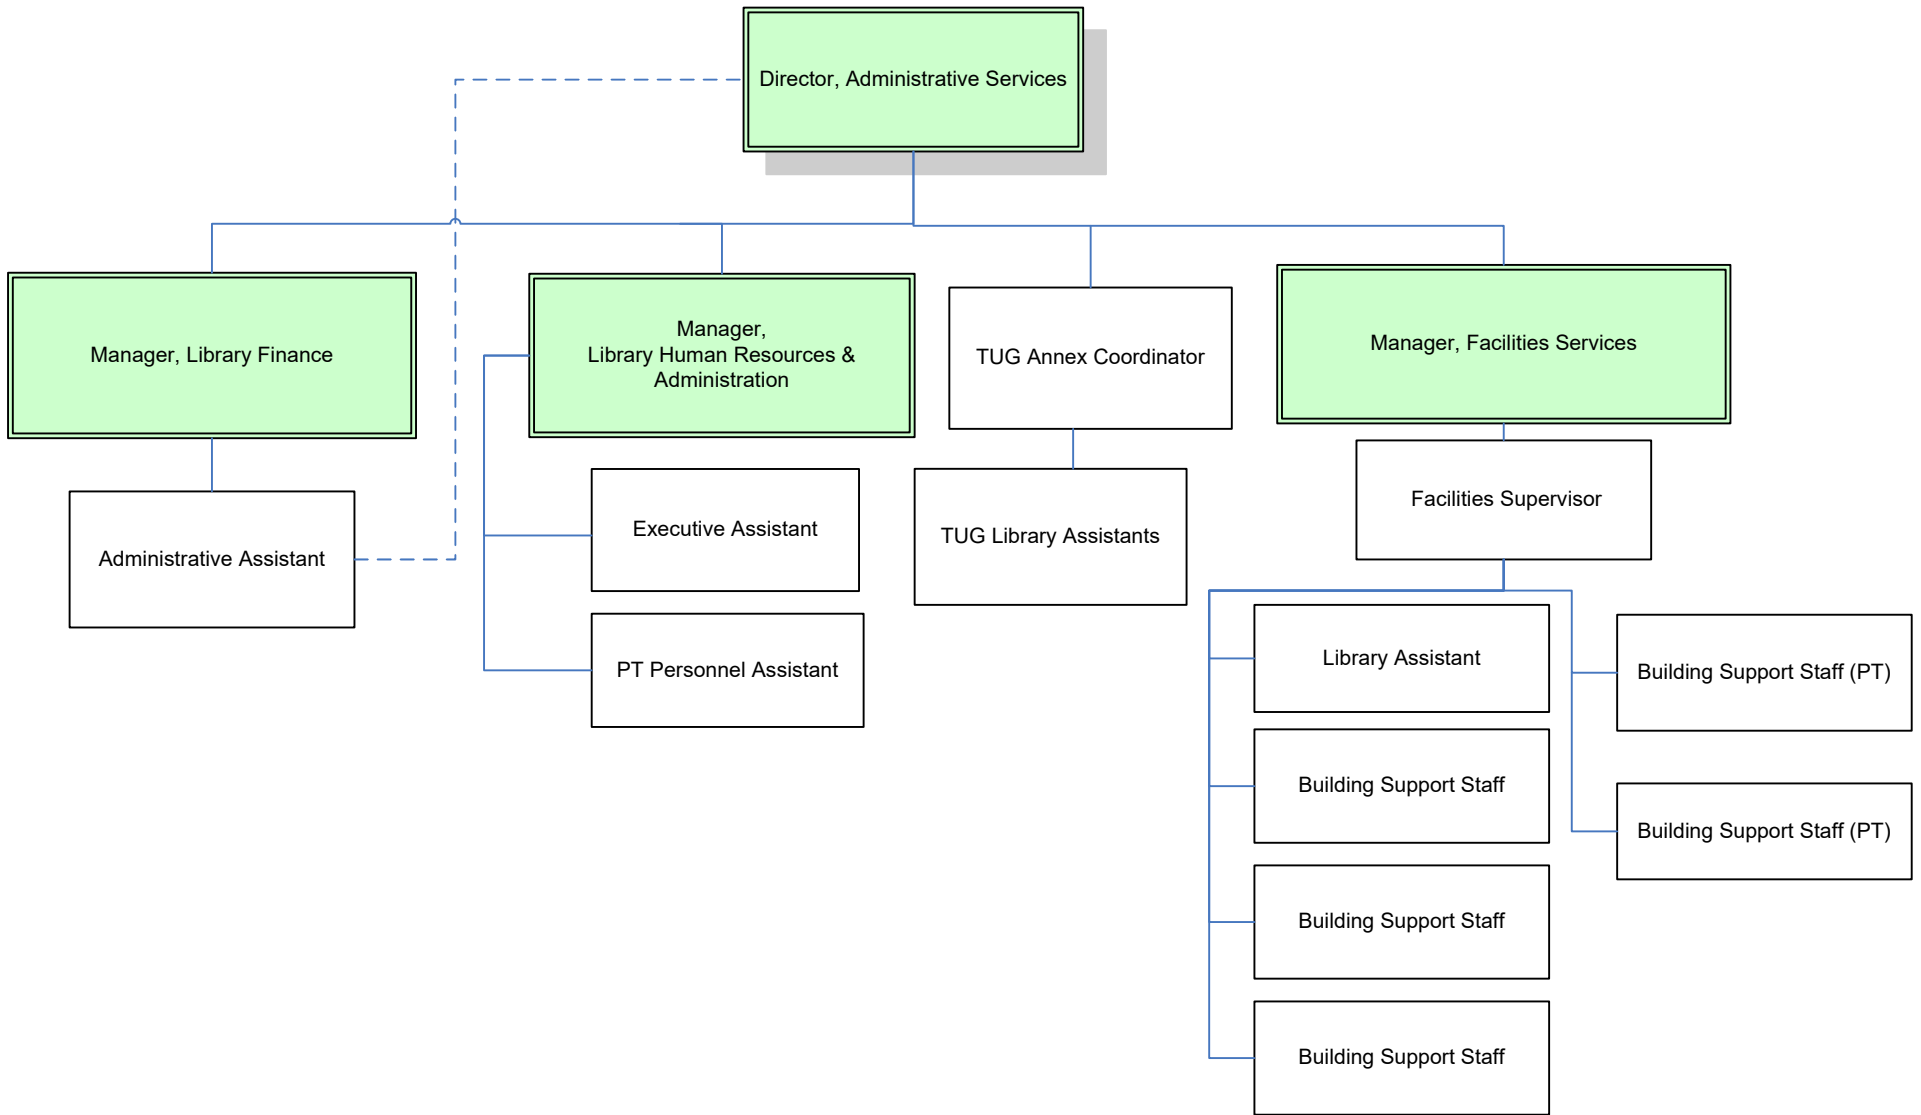 Director, Administrative Services
Manager, Library Finance
Manager,
Library Human Resources &
Administration
TUG Annex Coordinator
Manager, Facilities Services
Administrative Assistant
Executive Assistant
PT Personnel Assistant
TUG Library Assistants
Facilities Supervisor
Library Assistant
Building Support Staff
Building Support Staff
Building Support Staff
Building Support Staff (PT)
Building Support Staff (PT)